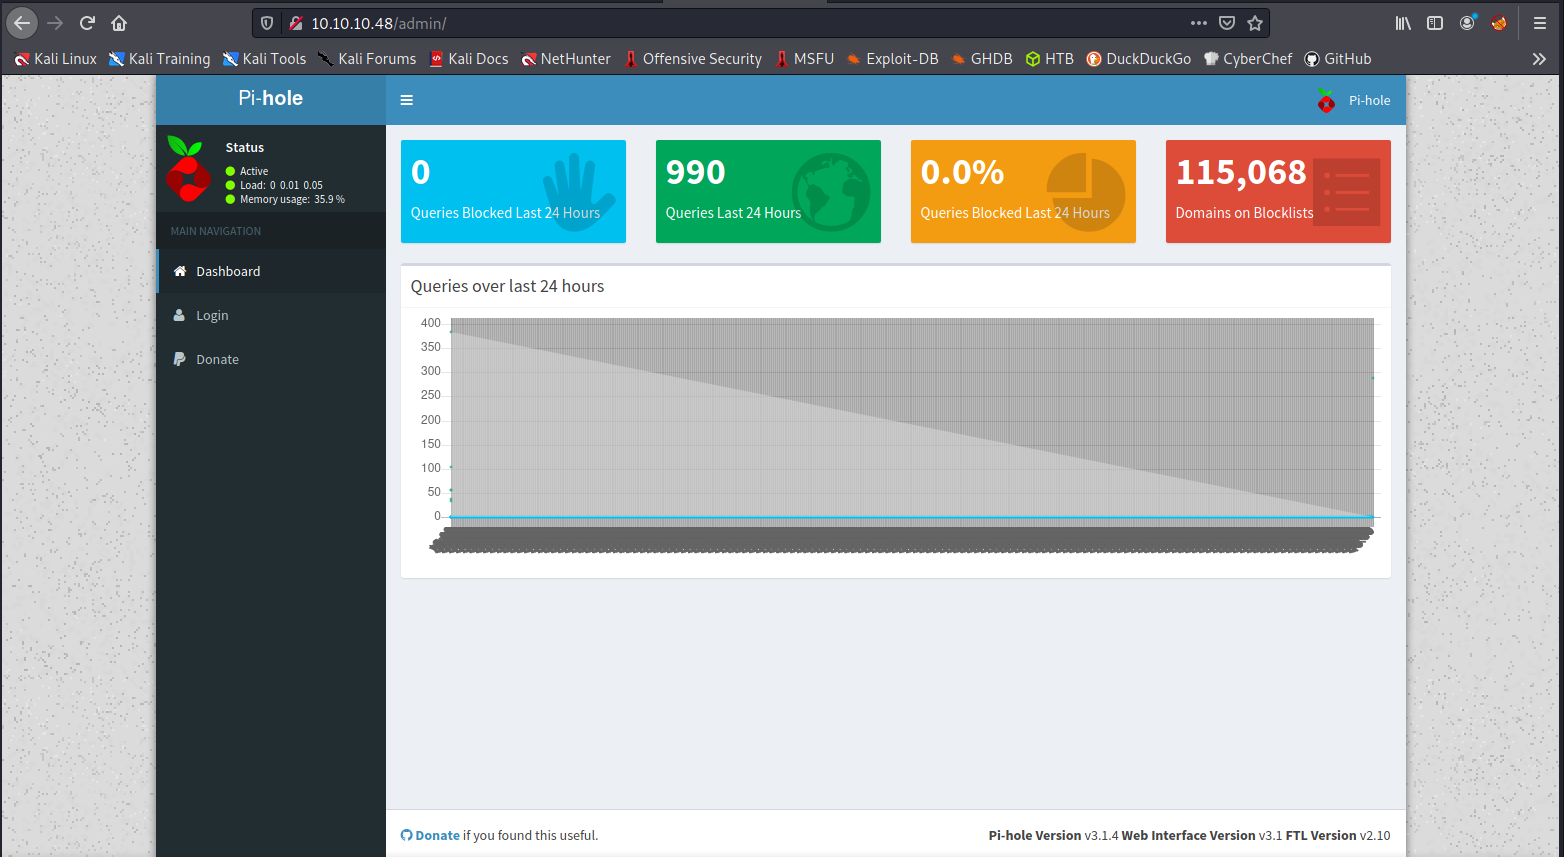 10.10.10.48/admin/
Kali Linux Kali Training Kali Tools Kali Forums Kali Docs NetHunter Offensive Security MSFU Exploit-DB GHDB HTB DuckDuckGo CyberChef GitHub
Pi-hole
Pi-hole
Status
Active
Load: 0 0.01 0.05
Memory usage: 35.9 %
MAIN NAVIGATION
Dashboard
Login
Donate
0
Queries Blocked Last 24 Hours
990
Queries Last 24 Hours
0.0%
Queries Blocked Last 24 Hours
115,068
Domains on Blocklists
Queries over last 24 hours
400
350
300
250
200
150
100
50
0
Donate if you found this useful.
Pi-hole Version v3.1.4 Web Interface Version v3.1 FTL Version v2.10